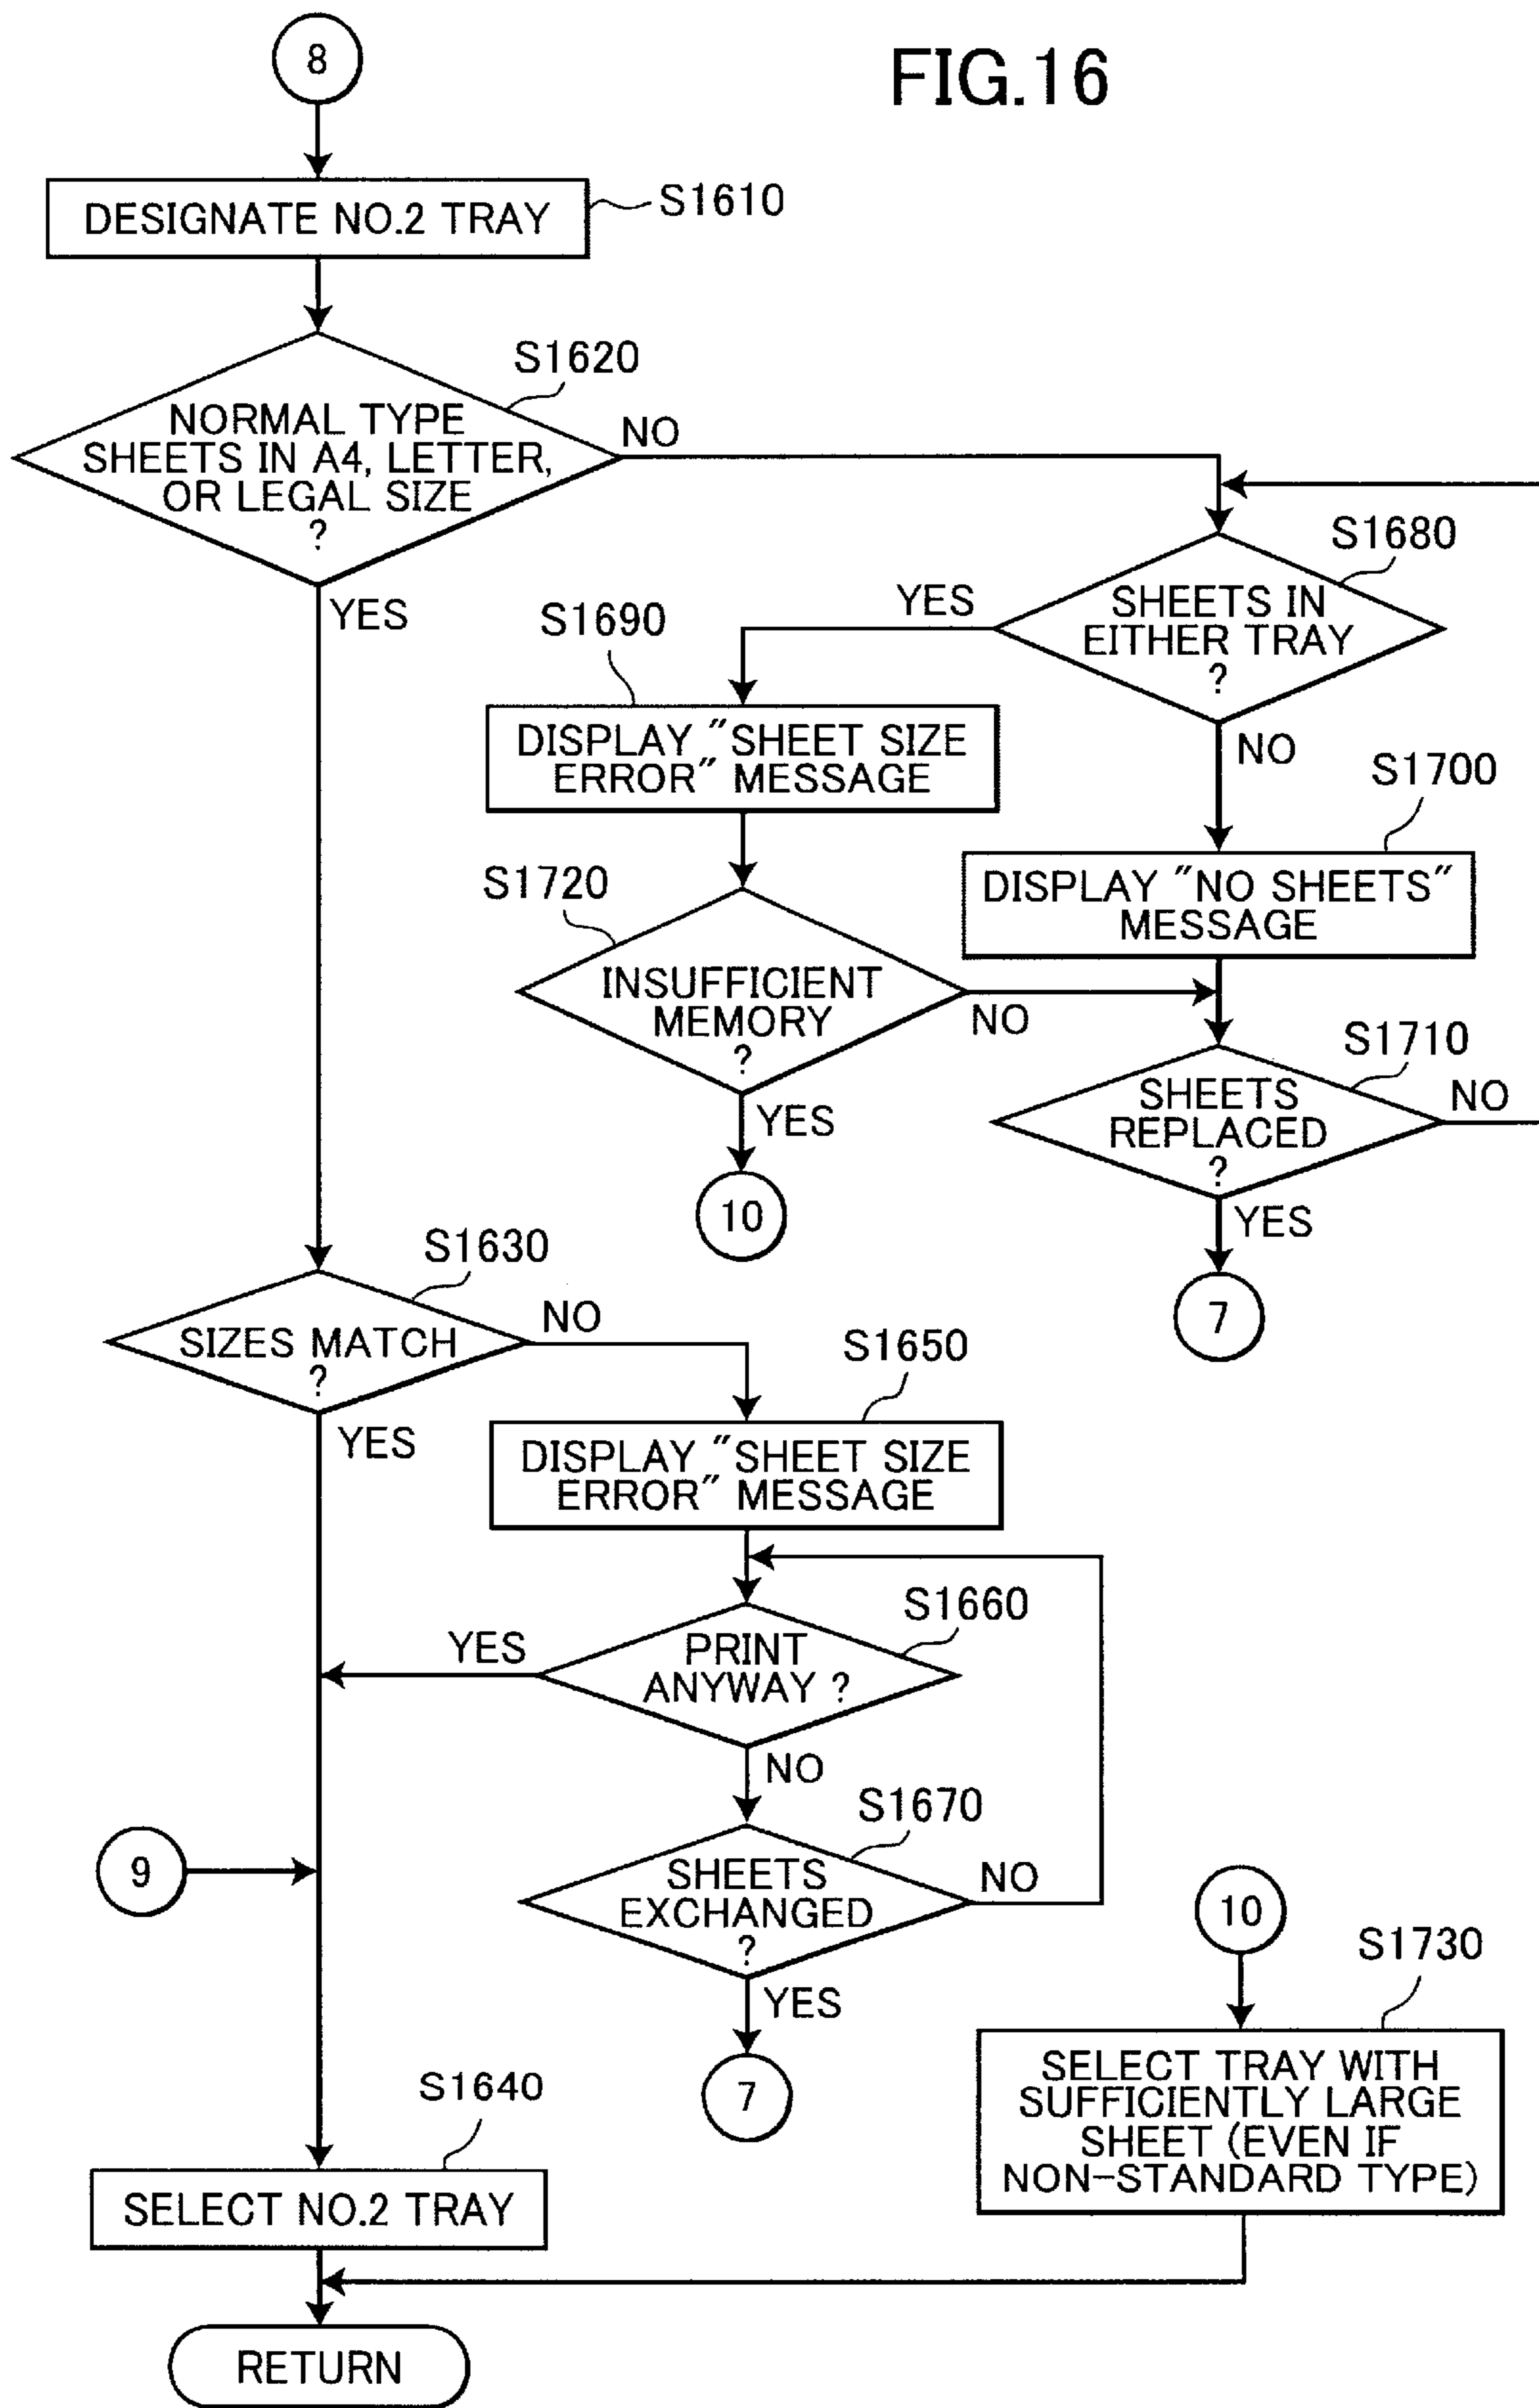 FIG.16
8
DESIGNATE NO.2 TRAY
S1610
S1620
NORMAL TYPE
SHEETS IN A4, LETTER,
OR LEGAL SIZE
?
NO
YES
S1680
SHEETS IN
EITHER TRAY
?
YES
NO
S1690
DISPLAY "SHEET SIZE
ERROR" MESSAGE
S1700
DISPLAY "NO SHEETS"
MESSAGE
S1720
INSUFFICIENT
MEMORY
?
NO
YES
10
S1710
SHEETS
REPLACED
?
NO
YES
7
S1630
SIZES MATCH
?
NO
YES
S1650
DISPLAY "SHEET SIZE
ERROR" MESSAGE
S1660
PRINT
ANYWAY ?
YES
NO
S1670
SHEETS
EXCHANGED
?
NO
YES
7
9
10
S1730
SELECT TRAY WITH
SUFFICIENTLY LARGE
SHEET (EVEN IF
NON-STANDARD TYPE)
S1640
SELECT NO.2 TRAY
RETURN